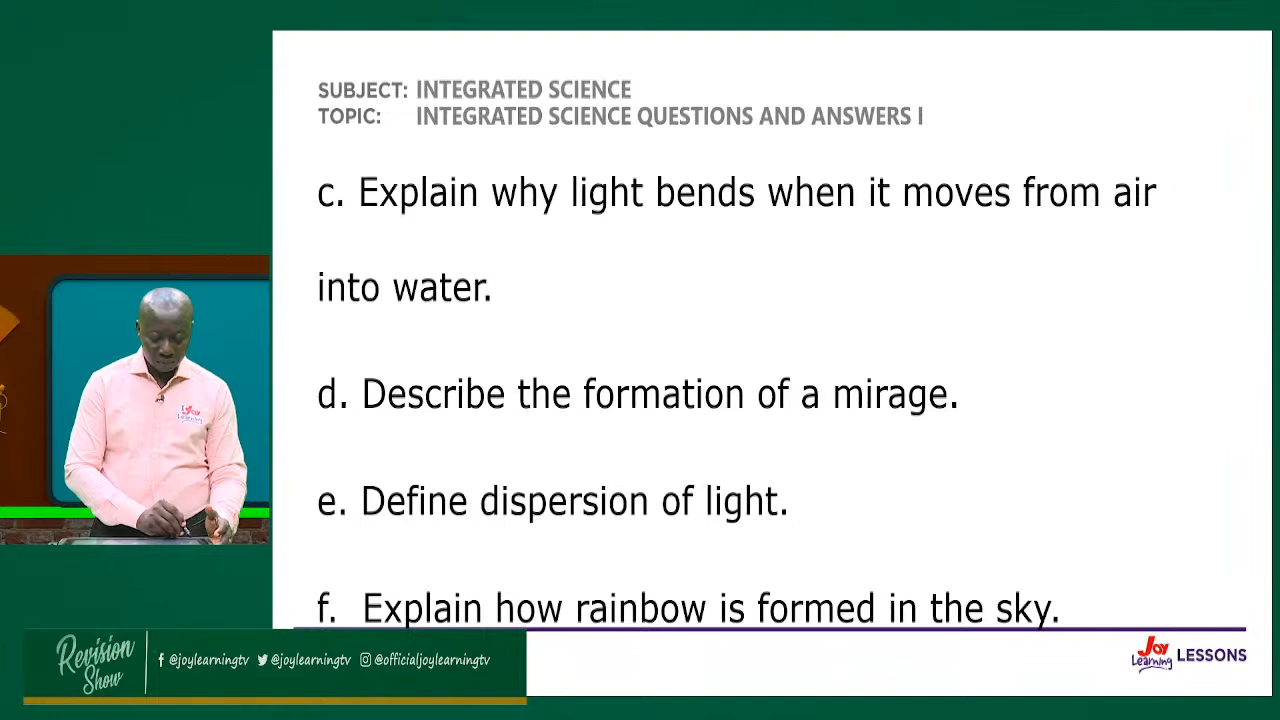 SUBJECT: INTEGRATED SCIENCE
TOPIC: INTEGRATED SCIENCE QUESTIONS AND ANSWERS I
c. Explain why light bends when it moves from air
into water.
d. Describe the formation of a mirage.
e. Define dispersion of light.
f. Explain how rainbow is formed in the sky.
Joy
Learning
Revision
Show
@joylearningtv @joylearningtv @officialjoylearningtv
Joy
Learning LESSONS